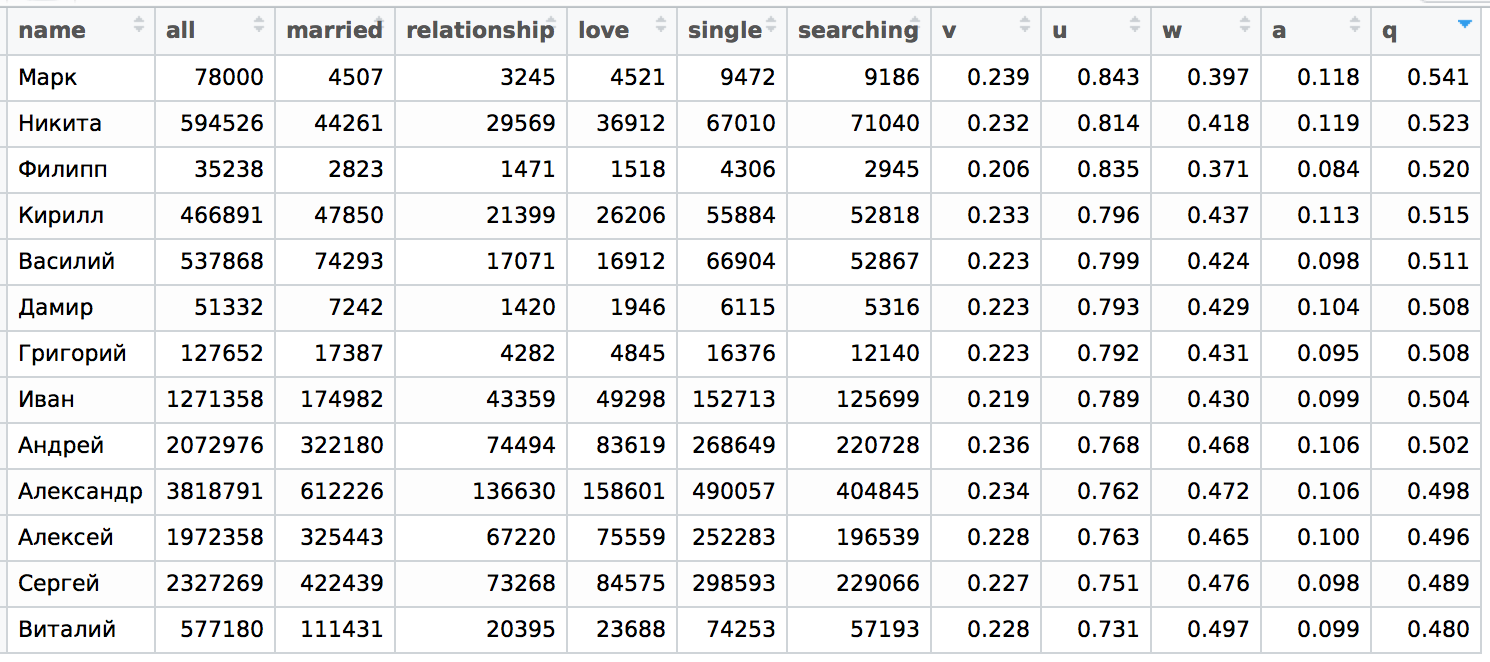 name all married relationship love single searching v u w a q
Марк 78000 4507 3245 4521 9472 9186 0.239 0.843 0.397 0.118 0.541
Никита 594526 44261 29569 36912 67010 71040 0.232 0.814 0.418 0.119 0.523
Филипп 35238 2823 1471 1518 4306 2945 0.206 0.835 0.371 0.084 0.520
Кирилл 466891 47850 21399 26206 55884 52818 0.233 0.796 0.437 0.113 0.515
Василий 537868 74293 17071 16912 66904 52867 0.223 0.799 0.424 0.098 0.511
Дамир 51332 7242 1420 1946 6115 5316 0.223 0.793 0.429 0.104 0.508
Григорий 127652 17387 4282 4845 16376 12140 0.223 0.792 0.431 0.095 0.508
Иван 1271358 174982 43359 49298 152713 125699 0.219 0.789 0.430 0.099 0.504
Андрей 2072976 322180 74494 83619 268649 220728 0.236 0.768 0.468 0.106 0.502
Александр 3818791 612226 136630 158601 490057 404845 0.234 0.762 0.472 0.106 0.498
Алексей 1972358 325443 67220 75559 252283 196539 0.228 0.763 0.465 0.100 0.496
Сергей 2327269 422439 73268 84575 298593 229066 0.227 0.751 0.476 0.098 0.489
Виталий 577180 111431 20395 23688 74253 57193 0.228 0.731 0.497 0.099 0.480